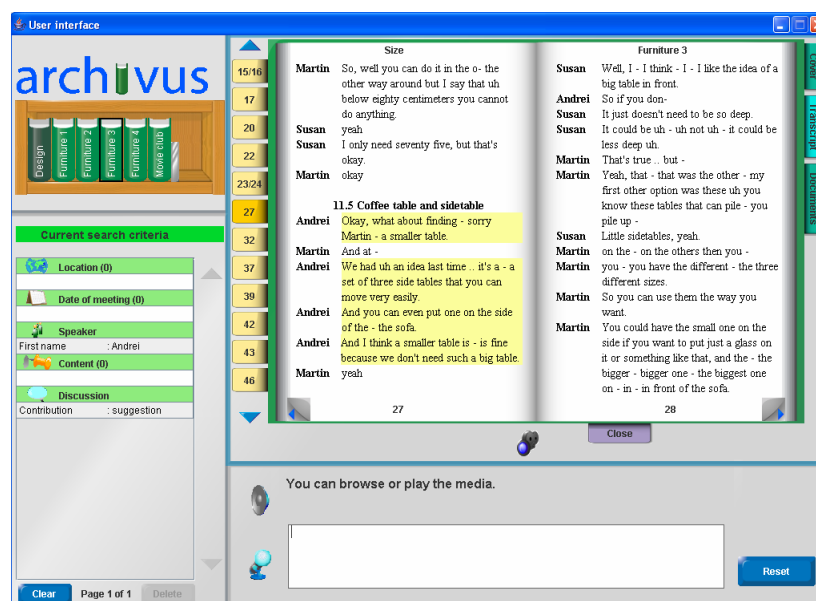 User interface
archivus
Design
Furniture 1
Furniture 2
Furniture 3
Furniture 4
Movie club
Current search criteria
Location (0)
Date of meeting (0)
Speaker
First name : Andrei
Content (0)
Discussion
Contribution : suggestion
Clear
Page 1 of 1
Delete
15/16
17
20
22
23/24
27
32
37
39
42
43
46
Size
Martin So, well you can do it in the o- the
other way around but I say that uh
below eighty centimeters you cannot
do anything.
Susan yeah
Susan I only need seventy five, but that's
okay.
Martin okay
11.5 Coffee table and sidetable
Andrei Okay, what about finding - sorry
Martin - a smaller table.
Martin And at -
Andrei We had uh an idea last time .. it's a - a
set of three side tables that you can
move very easily.
Andrei And you can even put one on the side
of the - the sofa.
Andrei And I think a smaller table is - is fine
because we don't need such a big table.
Martin yeah
27
Furniture 3
Susan Well, I - I think - I - I like the idea of a
big table in front.
Andrei So if you don-
Susan It just doesn't need to be so deep.
Susan It could be uh - uh not uh - it could be
less deep uh.
Martin That's true .. but -
Martin Yeah, that - that was the other - my
first other option was these uh you
know these tables that can pile - you
pile up -
Susan Little sidetables, yeah.
Martin on the - on the others then you -
Martin you - you have the different - the three
different sizes.
Martin So you can use them the way you
want.
Martin You could have the small one on the
side if you want to put just a glass on
it or something like that, and the - the
bigger - bigger one - the biggest one
on - in - in front of the sofa.
28
Cover
Transcript
Documents
Close
You can browse or play the media.
Reset